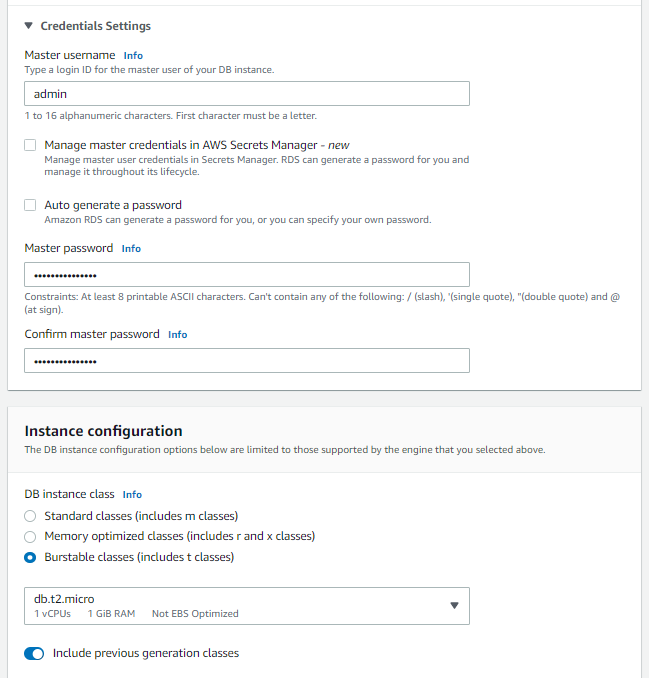 Credentials Settings
Master username Info
Type a login ID for the master user of your DB instance.
admin
1 to 16 alphanumeric characters. First character must be a letter.
Manage master credentials in AWS Secrets Manager - new
Manage master user credentials in Secrets Manager. RDS can generate a password for you and
manage it throughout its lifecycle.
Auto generate a password
Amazon RDS can generate a password for you, or you can specify your own password.
Master password Info
•••••••••••••••
Constraints: At least 8 printable ASCII characters. Can't contain any of the following: / (slash), '(single quote), "(double quote) and @
(at sign).
Confirm master password Info
•••••••••••••••
Instance configuration
The DB instance configuration options below are limited to those supported by the engine that you selected above.
DB instance class Info
Standard classes (includes m classes)
Memory optimized classes (includes r and x classes)
Burstable classes (includes t classes)
db.t2.micro
1 vCPUs 1 GiB RAM Not EBS Optimized
Include previous generation classes